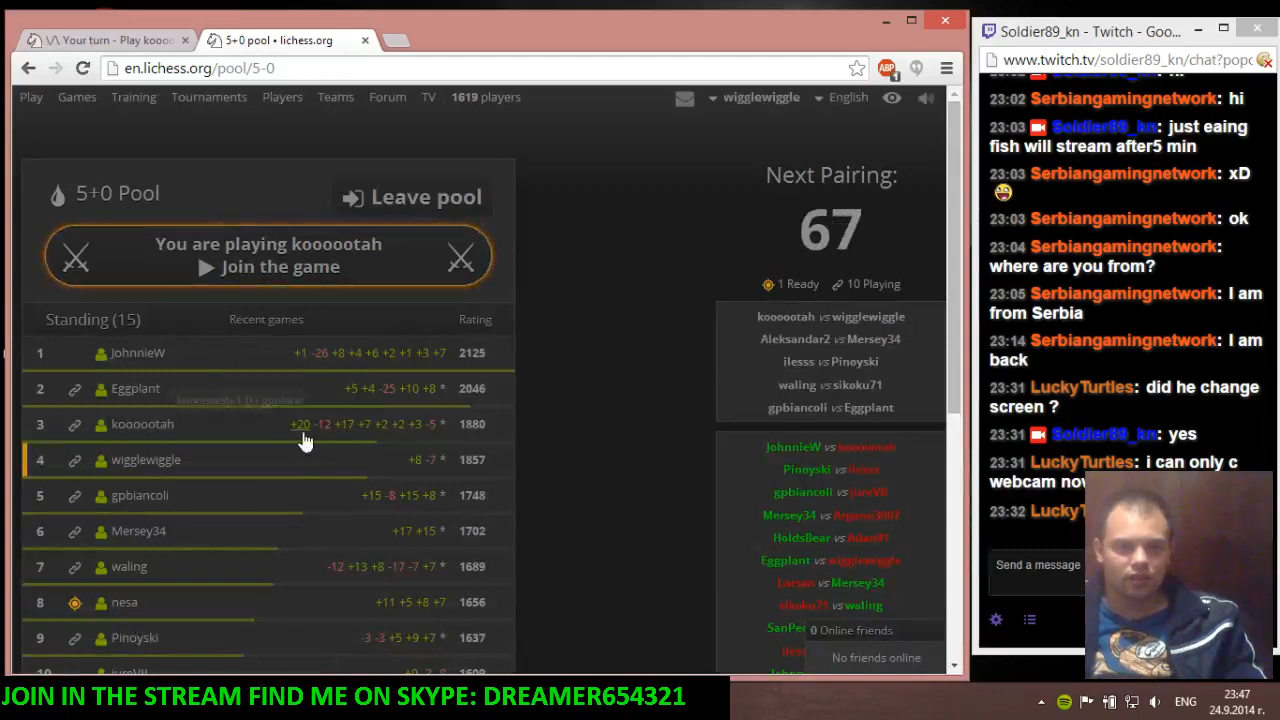 Your turn - Play koooo
5+0 pool • lichess.org
en.lichess.org/pool/5-0
Play Games Training Tournaments Players Teams Forum TV 1619 players
wigglewiggle English
5+0 Pool
Leave pool
You are playing koooootah
Join the game
Standing (15) Recent games Rating
1 JohnnieW +1 -26 +8 +4 +6 +2 +1 +3 +7 2125
2 Eggplant +5 +4 -25 +10 +8 * 2046
3 koooootah +20 -12 +17 +7 +2 +2 +3 -5 * 1880
4 wigglewiggle +8 -7 * 1857
5 gpbiancoli +15 -8 +15 +8 * 1748
6 Mersey34 +17 +15 * 1702
7 waling -12 +13 +8 -17 -7 +7 * 1689
8 nesa +11 +5 +8 +7 1656
9 Pinoyski -3 -3 +5 +9 +7 * 1637
Next Pairing:
67
1 Ready 10 Playing
koooootah vs wigglewiggle
Aleksandar2 vs Mersey34
ilesss vs Pinoyski
waling vs sikoku71
gpbiancoli vs Eggplant
JohnnieW vs koooootah
Pinoyski vs ilesss
gpbiancoli vs jureVII
Mersey34 vs
HoldsBear vs
Eggplant vs wigglewiggle
Larson vs Mersey34
sikoku71 vs waling
0 Online friends
No friends online
Soldier89_kn - Twitch - Goo...
www.twitch.tv/soldier89_kn/chat?popo
23:02 Serbiangamingnetwork: hi
23:03 Soldier89_kn: just eaing
fish will stream after5 min
23:03 Serbiangamingnetwork: xD
23:03 Serbiangamingnetwork: ok
23:04 Serbiangamingnetwork:
where are you from?
23:05 Serbiangamingnetwork: I am
from Serbia
23:14 Serbiangamingnetwork: I am
back
23:31 LuckyTurtles: did he change
screen ?
23:31 Soldier89_kn: yes
23:31 LuckyTurtles: i can only c
webcam now
23:32 LuckyT
Send a message
JOIN IN THE STREAM FIND ME ON SKYPE: DREAMER654321
ENG
23:47
24.9.2014 г.